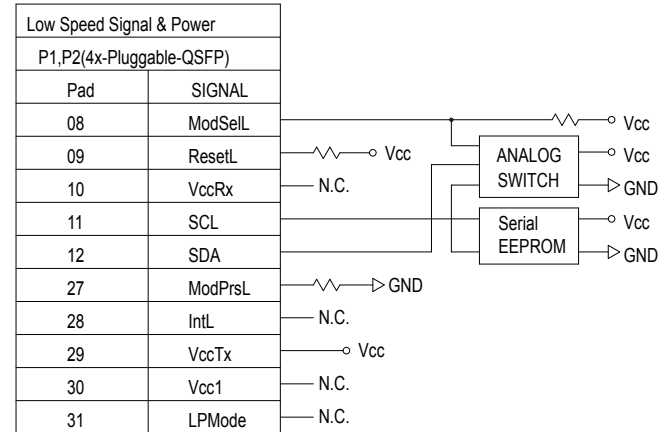 Low Speed Signal & Power
P1,P2(4x-Pluggable-QSFP)
Pad SIGNAL
08 ModSelL Vcc
09 ResetL Vcc ANALOG SWITCH Vcc
10 VccRx N.C. GND
11 SCL Serial EEPROM Vcc
12 SDA GND
27 ModPrsL GND
28 IntL N.C.
29 VccTx Vcc
30 Vcc1 N.C.
31 LPMode N.C.